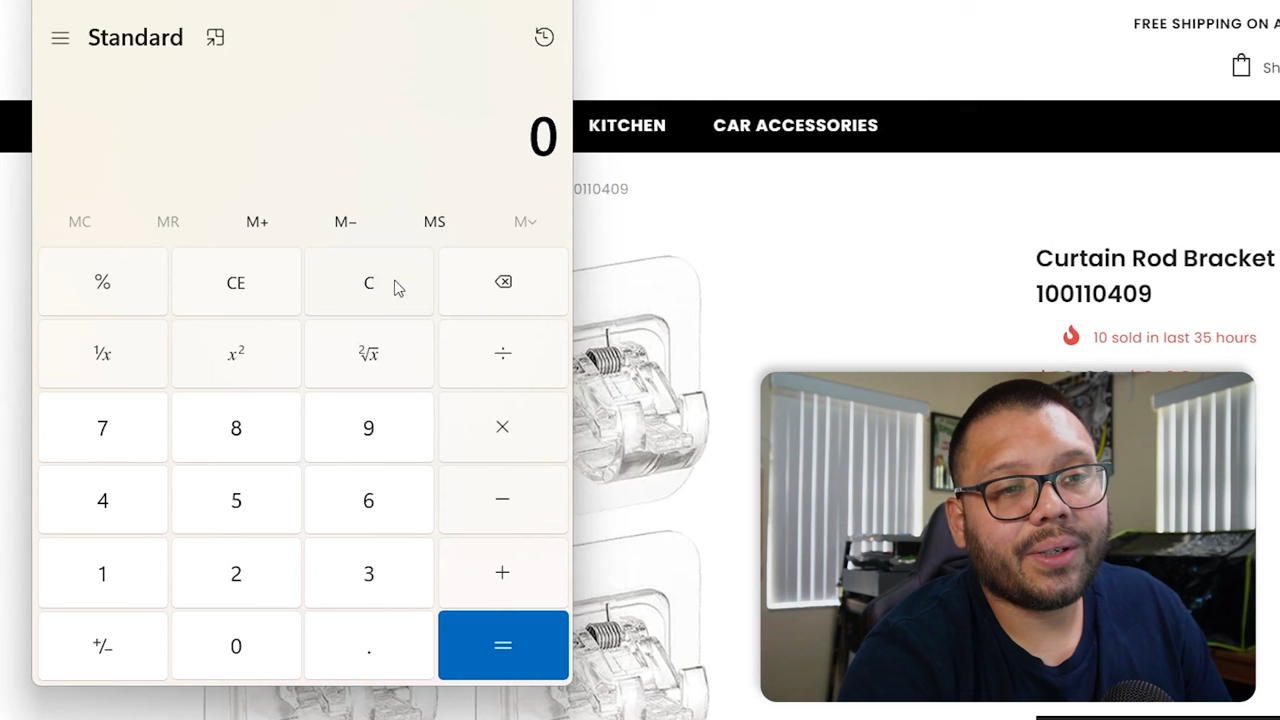 Standard
0
MC MR M+ M− MS M
% CE C
¹/x x² ²√x ÷
7 8 9 ×
4 5 6 −
1 2 3 +
+/− 0 . =
FREE SHIPPING ON A
Sh
KITCHEN CAR ACCESSORIES
0110409
Curtain Rod Bracket
100110409
10 sold in last 35 hours